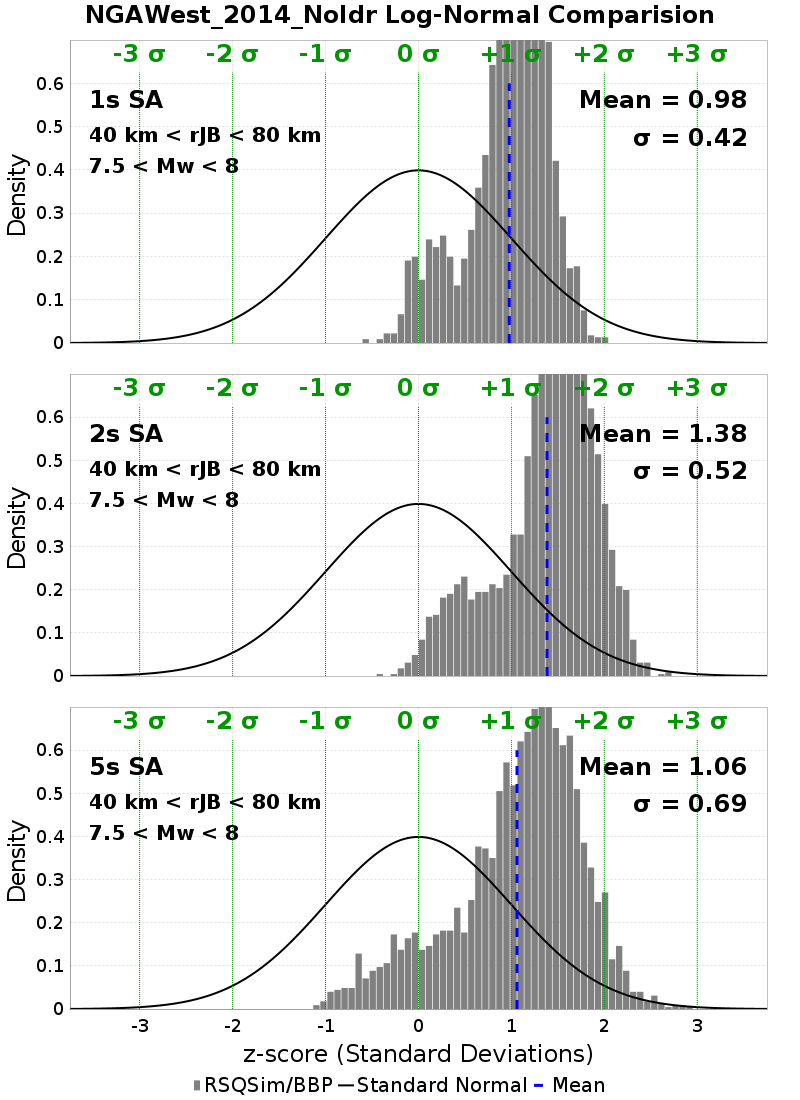 NGAWest_2014_NoIdr Log-Normal Comparision
-3 σ -2 σ -1 σ 0 σ +1 σ +2 σ +3 σ
1s SA
Mean = 0.98
40 km < rJB < 80 km
σ = 0.42
7.5 < Mw < 8
Density
0.6
0.5
0.4
0.3
0.2
0.1
0
-3 σ -2 σ -1 σ 0 σ +1 σ +2 σ +3 σ
2s SA
Mean = 1.38
40 km < rJB < 80 km
σ = 0.52
7.5 < Mw < 8
Density
0.6
0.5
0.4
0.3
0.2
0.1
0
-3 σ -2 σ -1 σ 0 σ +1 σ +2 σ +3 σ
5s SA
Mean = 1.06
40 km < rJB < 80 km
σ = 0.69
7.5 < Mw < 8
Density
0.6
0.5
0.4
0.3
0.2
0.1
0
-3 -2 -1 0 1 2 3
z-score (Standard Deviations)
RSQSim/BBP Standard Normal Mean